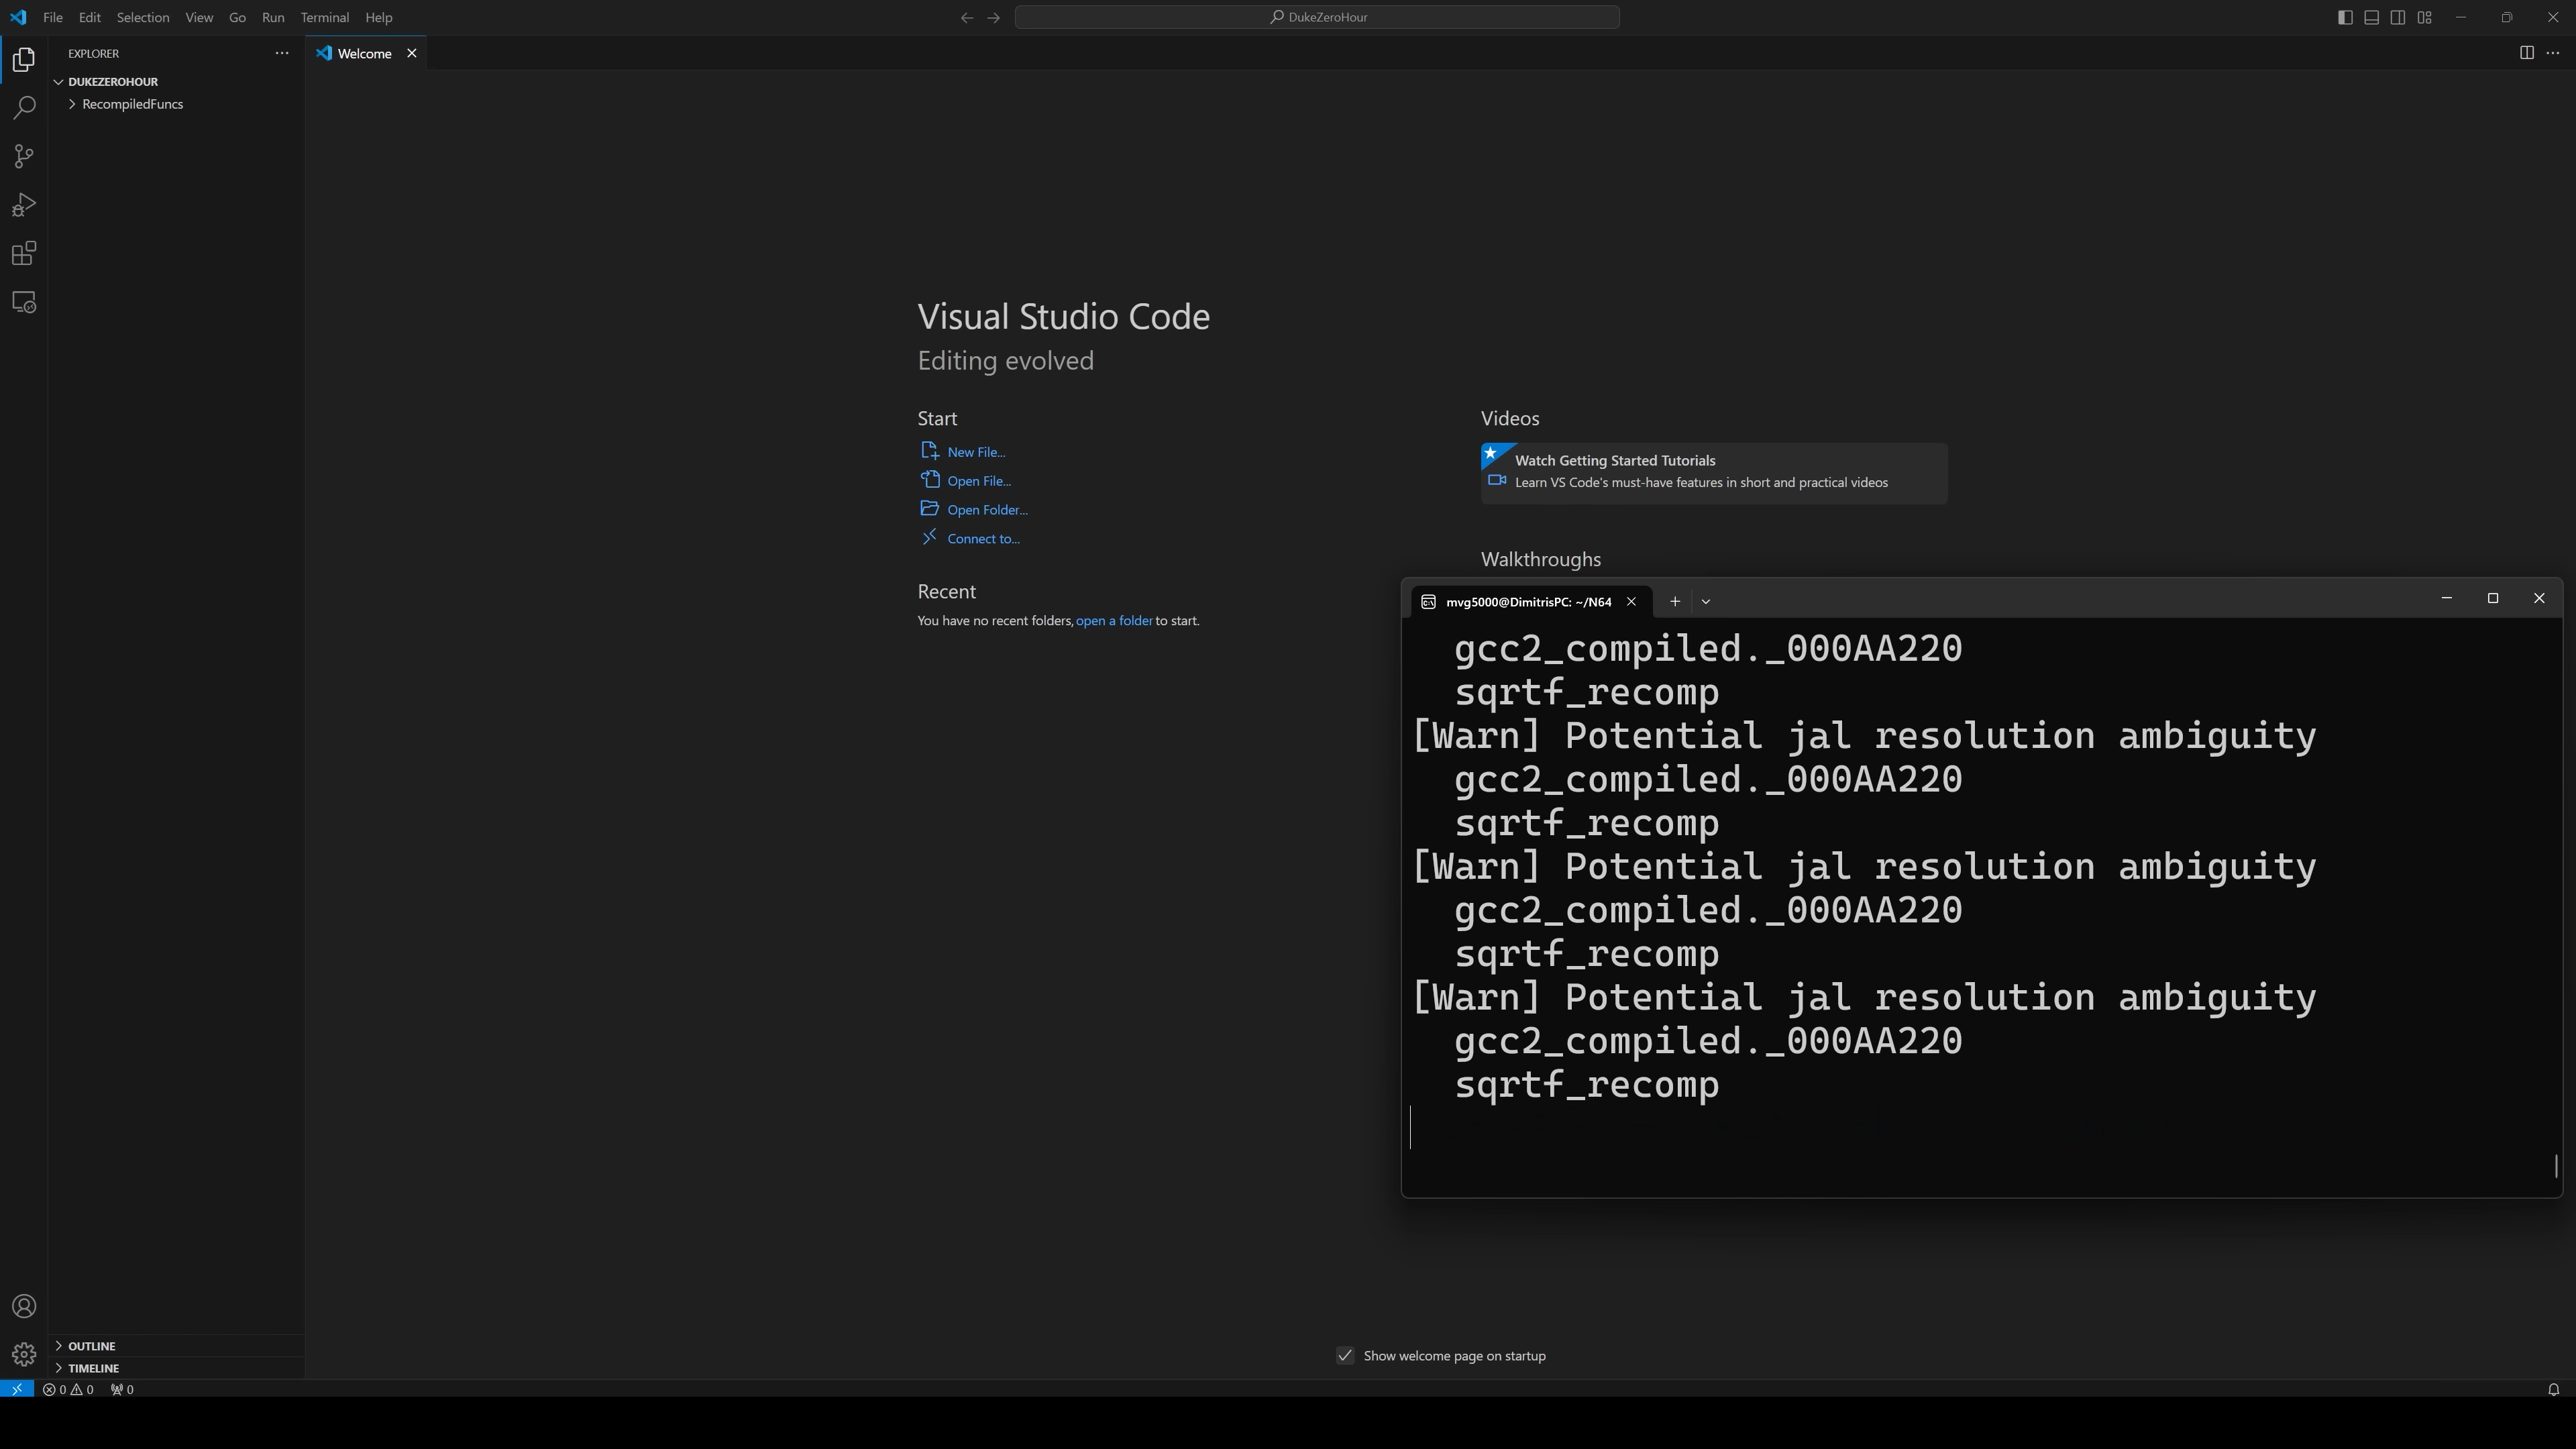 File Edit Selection View Go Run Terminal Help
DukeZeroHour
EXPLORER
Welcome
DUKEZEROHOUR
RecompiledFuncs
Visual Studio Code
Editing evolved
Start
New File...
Open File...
Open Folder...
Connect to...
Recent
You have no recent folders, open a folder to start.
Videos
Watch Getting Started Tutorials
Learn VS Code's must-have features in short and practical videos
Walkthroughs
mvg5000@DimitrisPC: ~/N64
gcc2_compiled._000AA220
sqrtf_recomp
[Warn] Potential jal resolution ambiguity
gcc2_compiled._000AA220
sqrtf_recomp
[Warn] Potential jal resolution ambiguity
gcc2_compiled._000AA220
sqrtf_recomp
[Warn] Potential jal resolution ambiguity
gcc2_compiled._000AA220
sqrtf_recomp
Show welcome page on startup
OUTLINE
TIMELINE
0 0 0